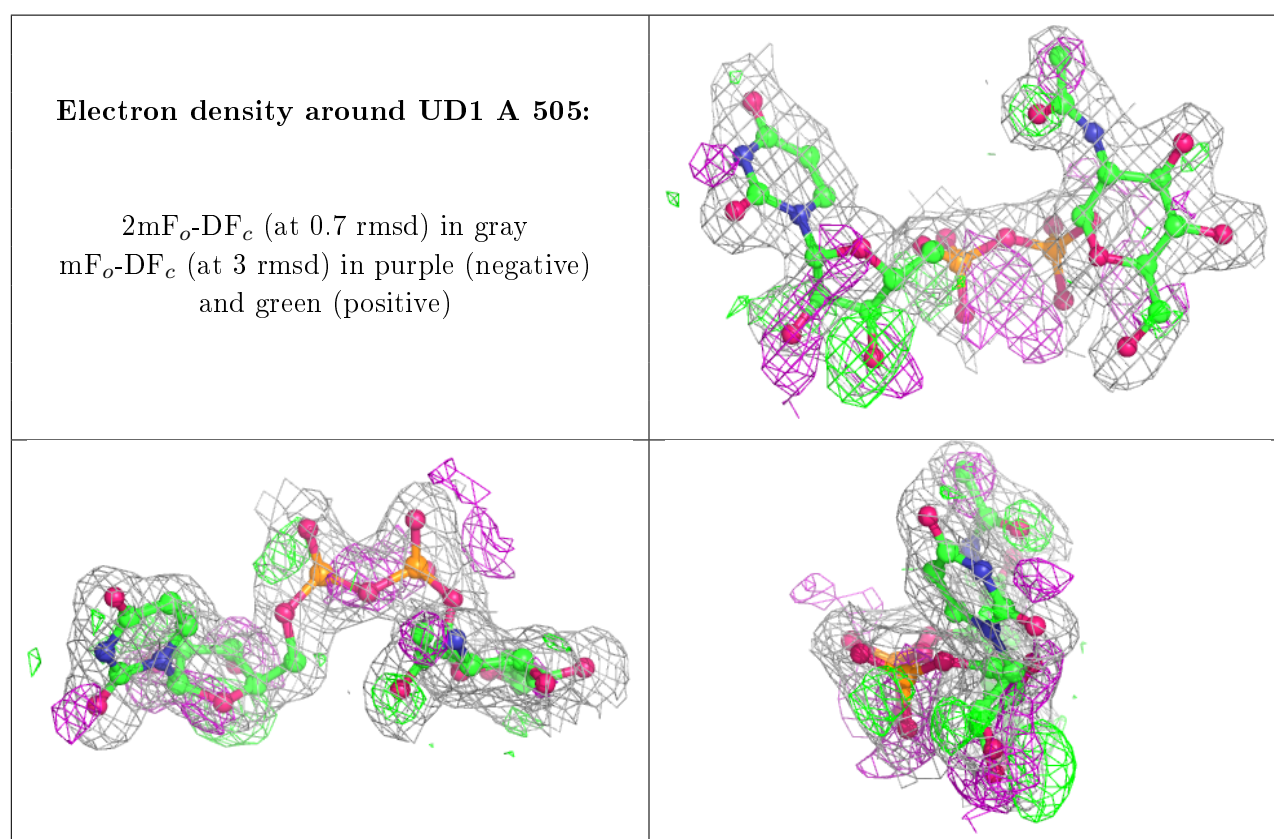 Electron density around UD1 A 505:
2mFo-DFc (at 0.7 rmsd) in gray
mFo-DFc (at 3 rmsd) in purple (negative)
and green (positive)